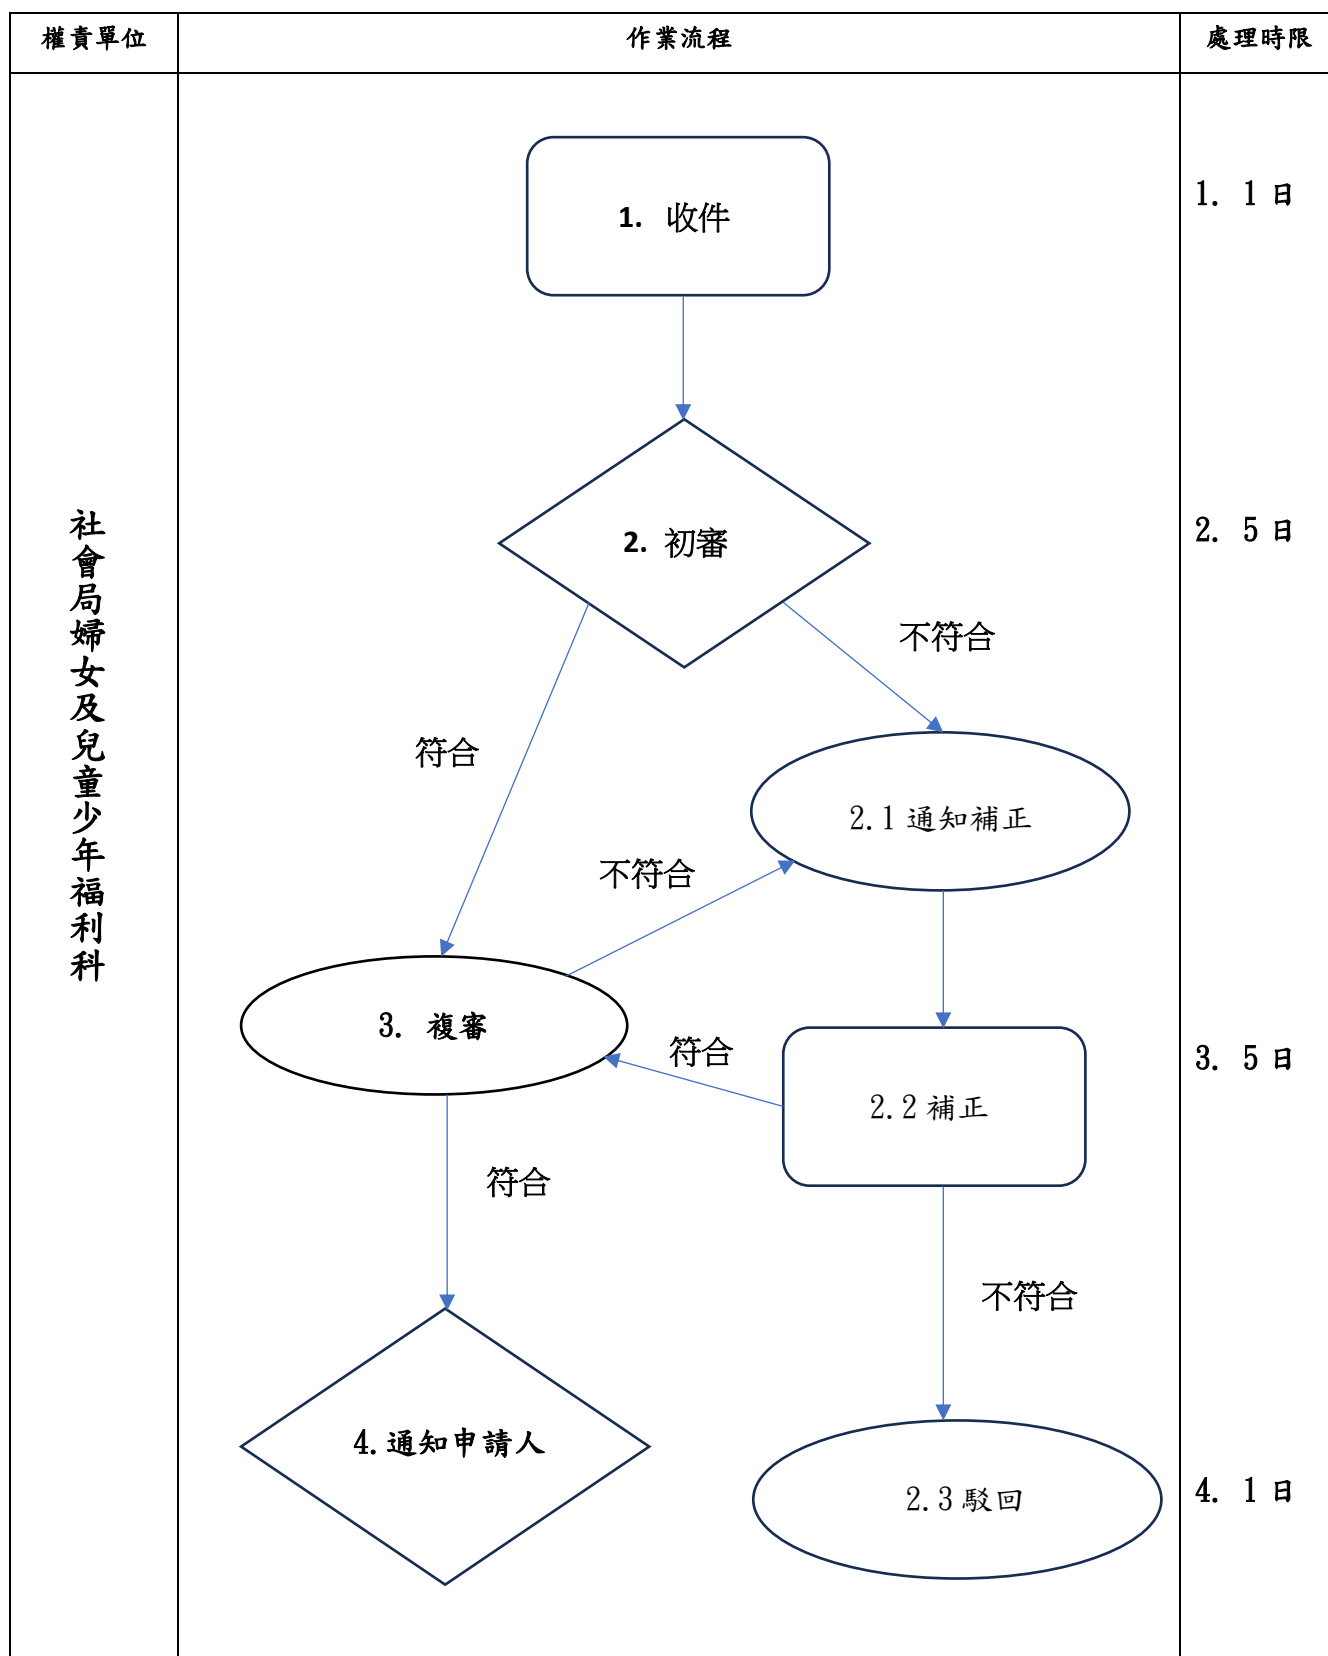 權責單位
作業流程
處理時限
社會局婦女及兒童少年福利科
1. 收件
1. 1日
2. 初審
2. 5日
不符合
符合
2.1通知補正
不符合
3. 複審
符合
3. 5日
2.2補正
符合
不符合
4.通知申請人
2.3駁回
4. 1日